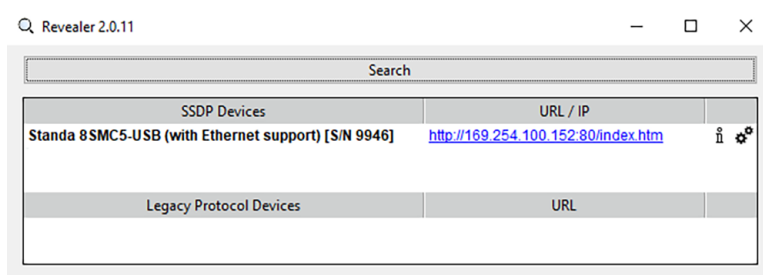 Revealer 2.0.11
Search
SSDP Devices URL / IP
Standa 8SMC5-USB (with Ethernet support) [S/N 9946] http://169.254.100.152:80/index.htm
Legacy Protocol Devices URL